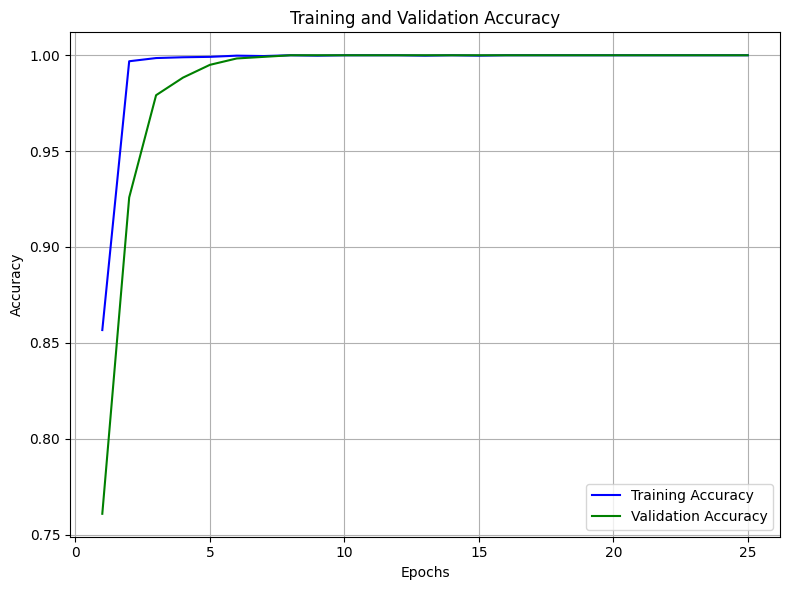 Training and Validation Accuracy
1.00
0.95
0.90
0.85
0.80
0.75
Accuracy
0 5 10 15 20 25
Epochs
Training Accuracy
Validation Accuracy